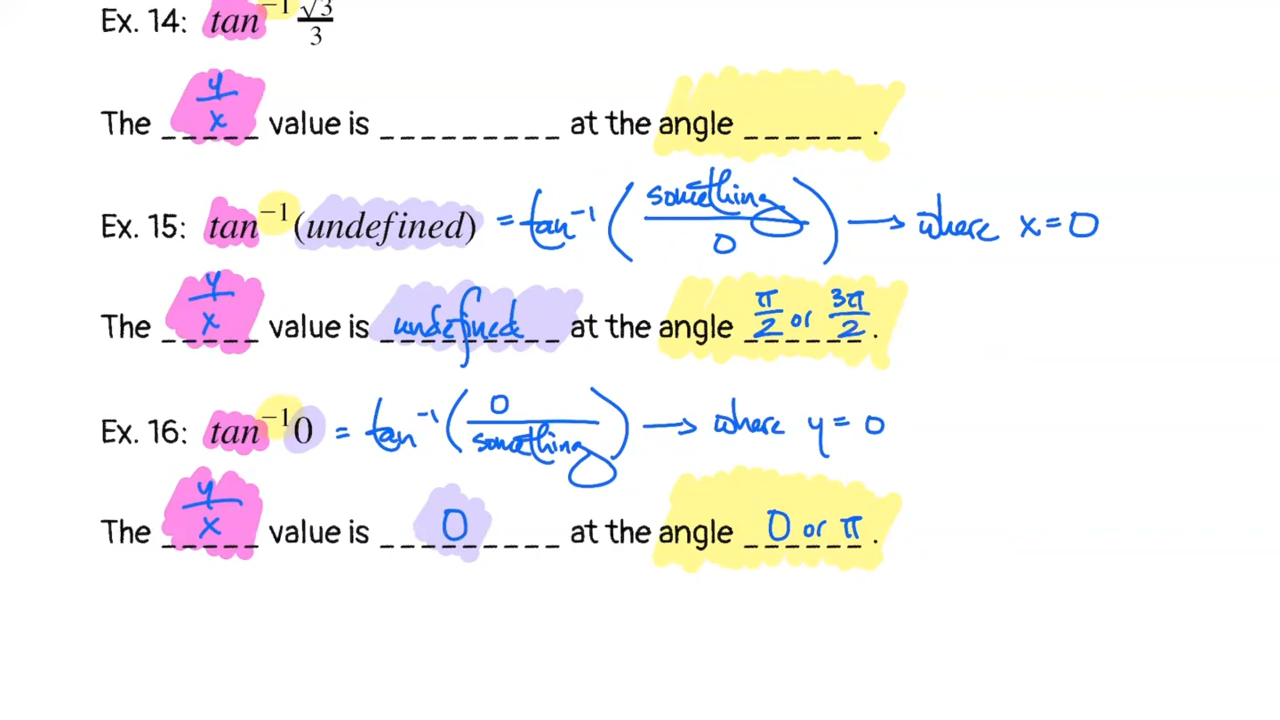 Ex. 14: tan⁻¹ √3/3
The y/x value is _ _ _ _ _ _ _ _ _ at the angle _ _ _ _ _ _ .
Ex. 15: tan⁻¹(undefined) = tan⁻¹(something/0) → where x = 0
The y/x value is undefined at the angle π/2 or 3π/2 .
Ex. 16: tan⁻¹0 = tan⁻¹(0/something) → where y = 0
The y/x value is 0 at the angle 0 or π .